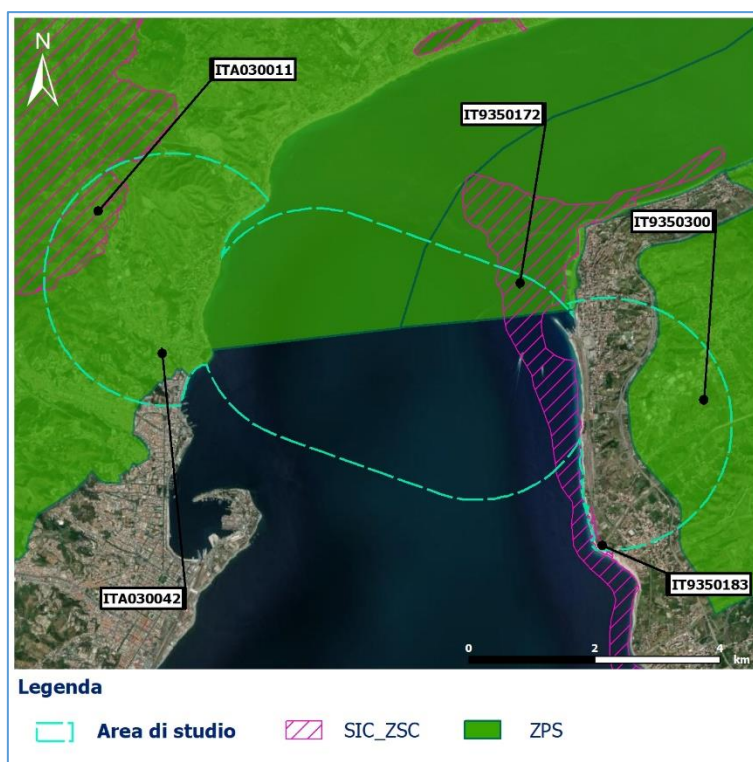 N
ITA030011
IT9350172
IT9350300
ITA030042
IT9350183
0 2 4
km
Legenda
Area di studio SIC_ZSC ZPS